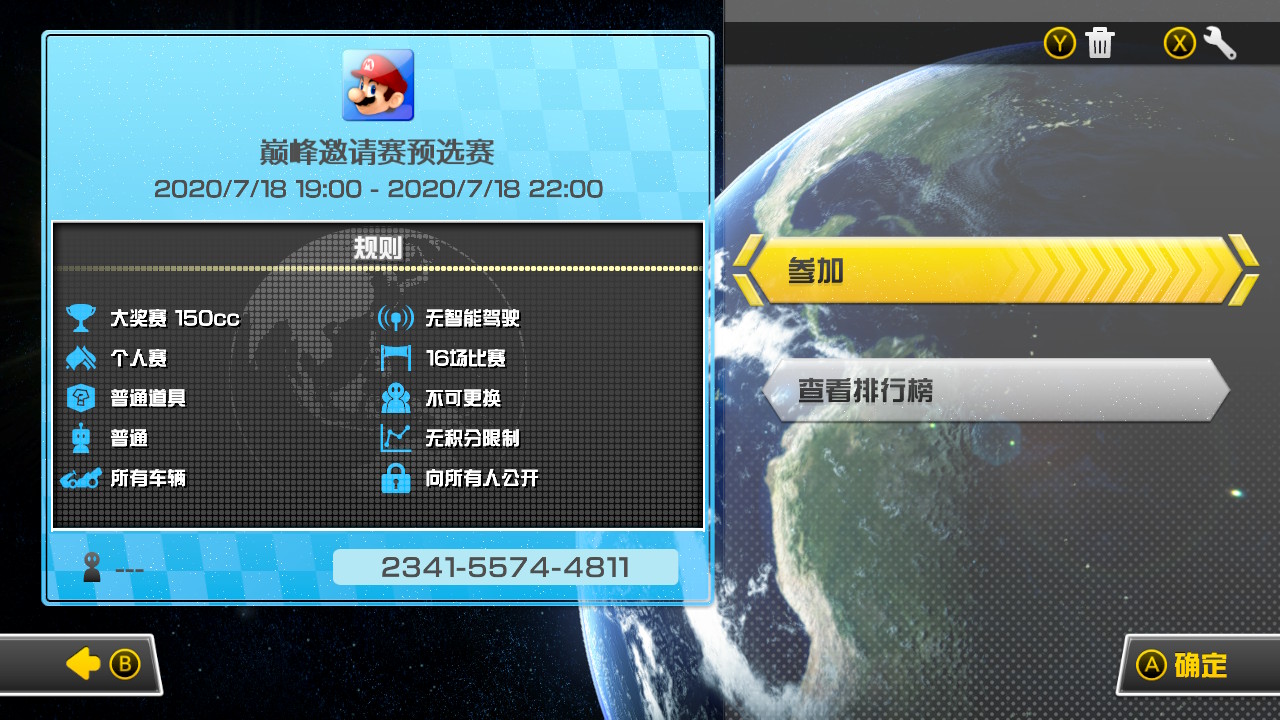 Y
X
巅峰邀请赛预选赛
2020/7/18 19:00 - 2020/7/18 22:00
规则
大奖赛 150cc
无智能驾驶
个人赛
16场比赛
普通道具
不可更换
普通
无积分限制
所有车辆
向所有人公开
---
2341-5574-4811
参加
查看排行榜
B
A 确定